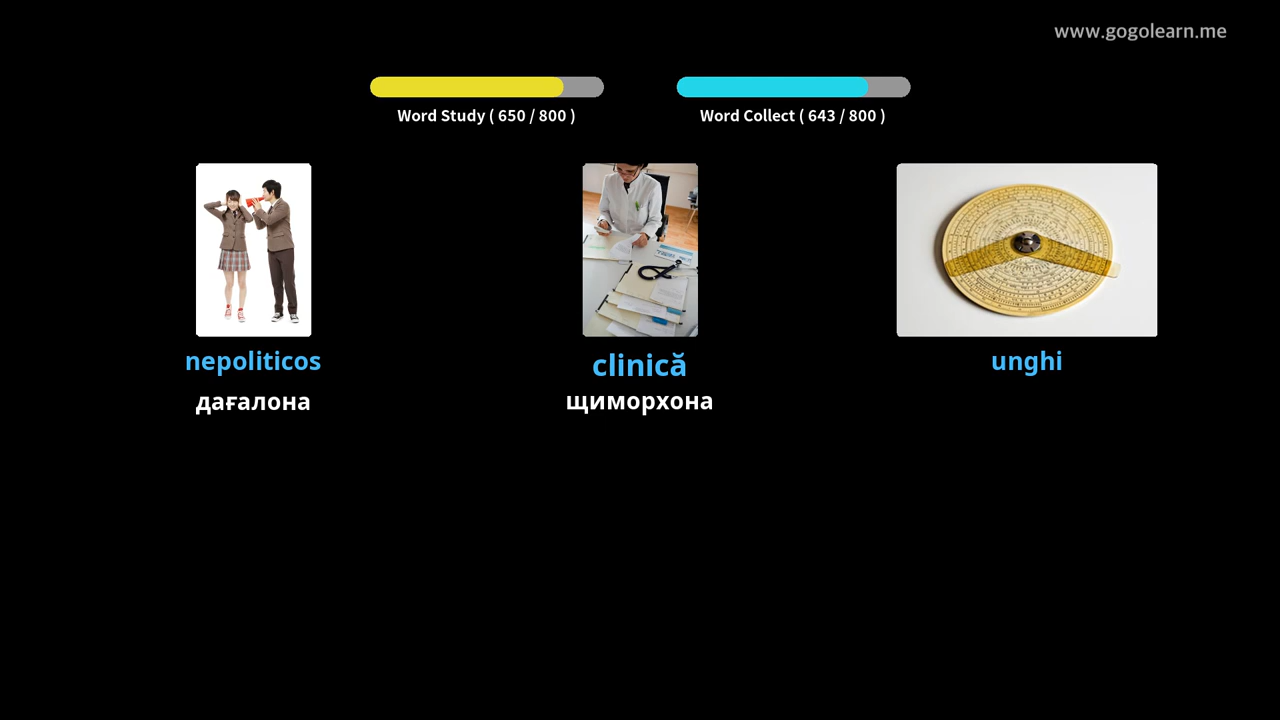 www.gogolearn.me
Word Study ( 650 / 800 )
Word Collect ( 643 / 800 )
nepoliticos
дағалона
clinică
щиморхона
unghi